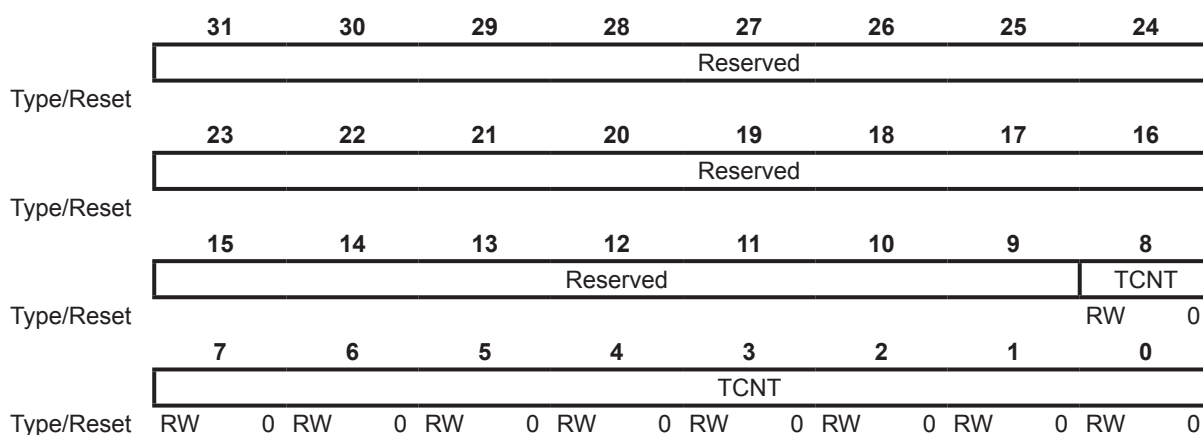 31 30 29 28 27 26 25 24
Reserved
Type/Reset
23 22 21 20 19 18 17 16
Reserved
Type/Reset
15 14 13 12 11 10 9 8
Reserved TCNT
Type/Reset RW 0
7 6 5 4 3 2 1 0
TCNT
Type/Reset RW 0 RW 0 RW 0 RW 0 RW 0 RW 0 RW 0 RW 0